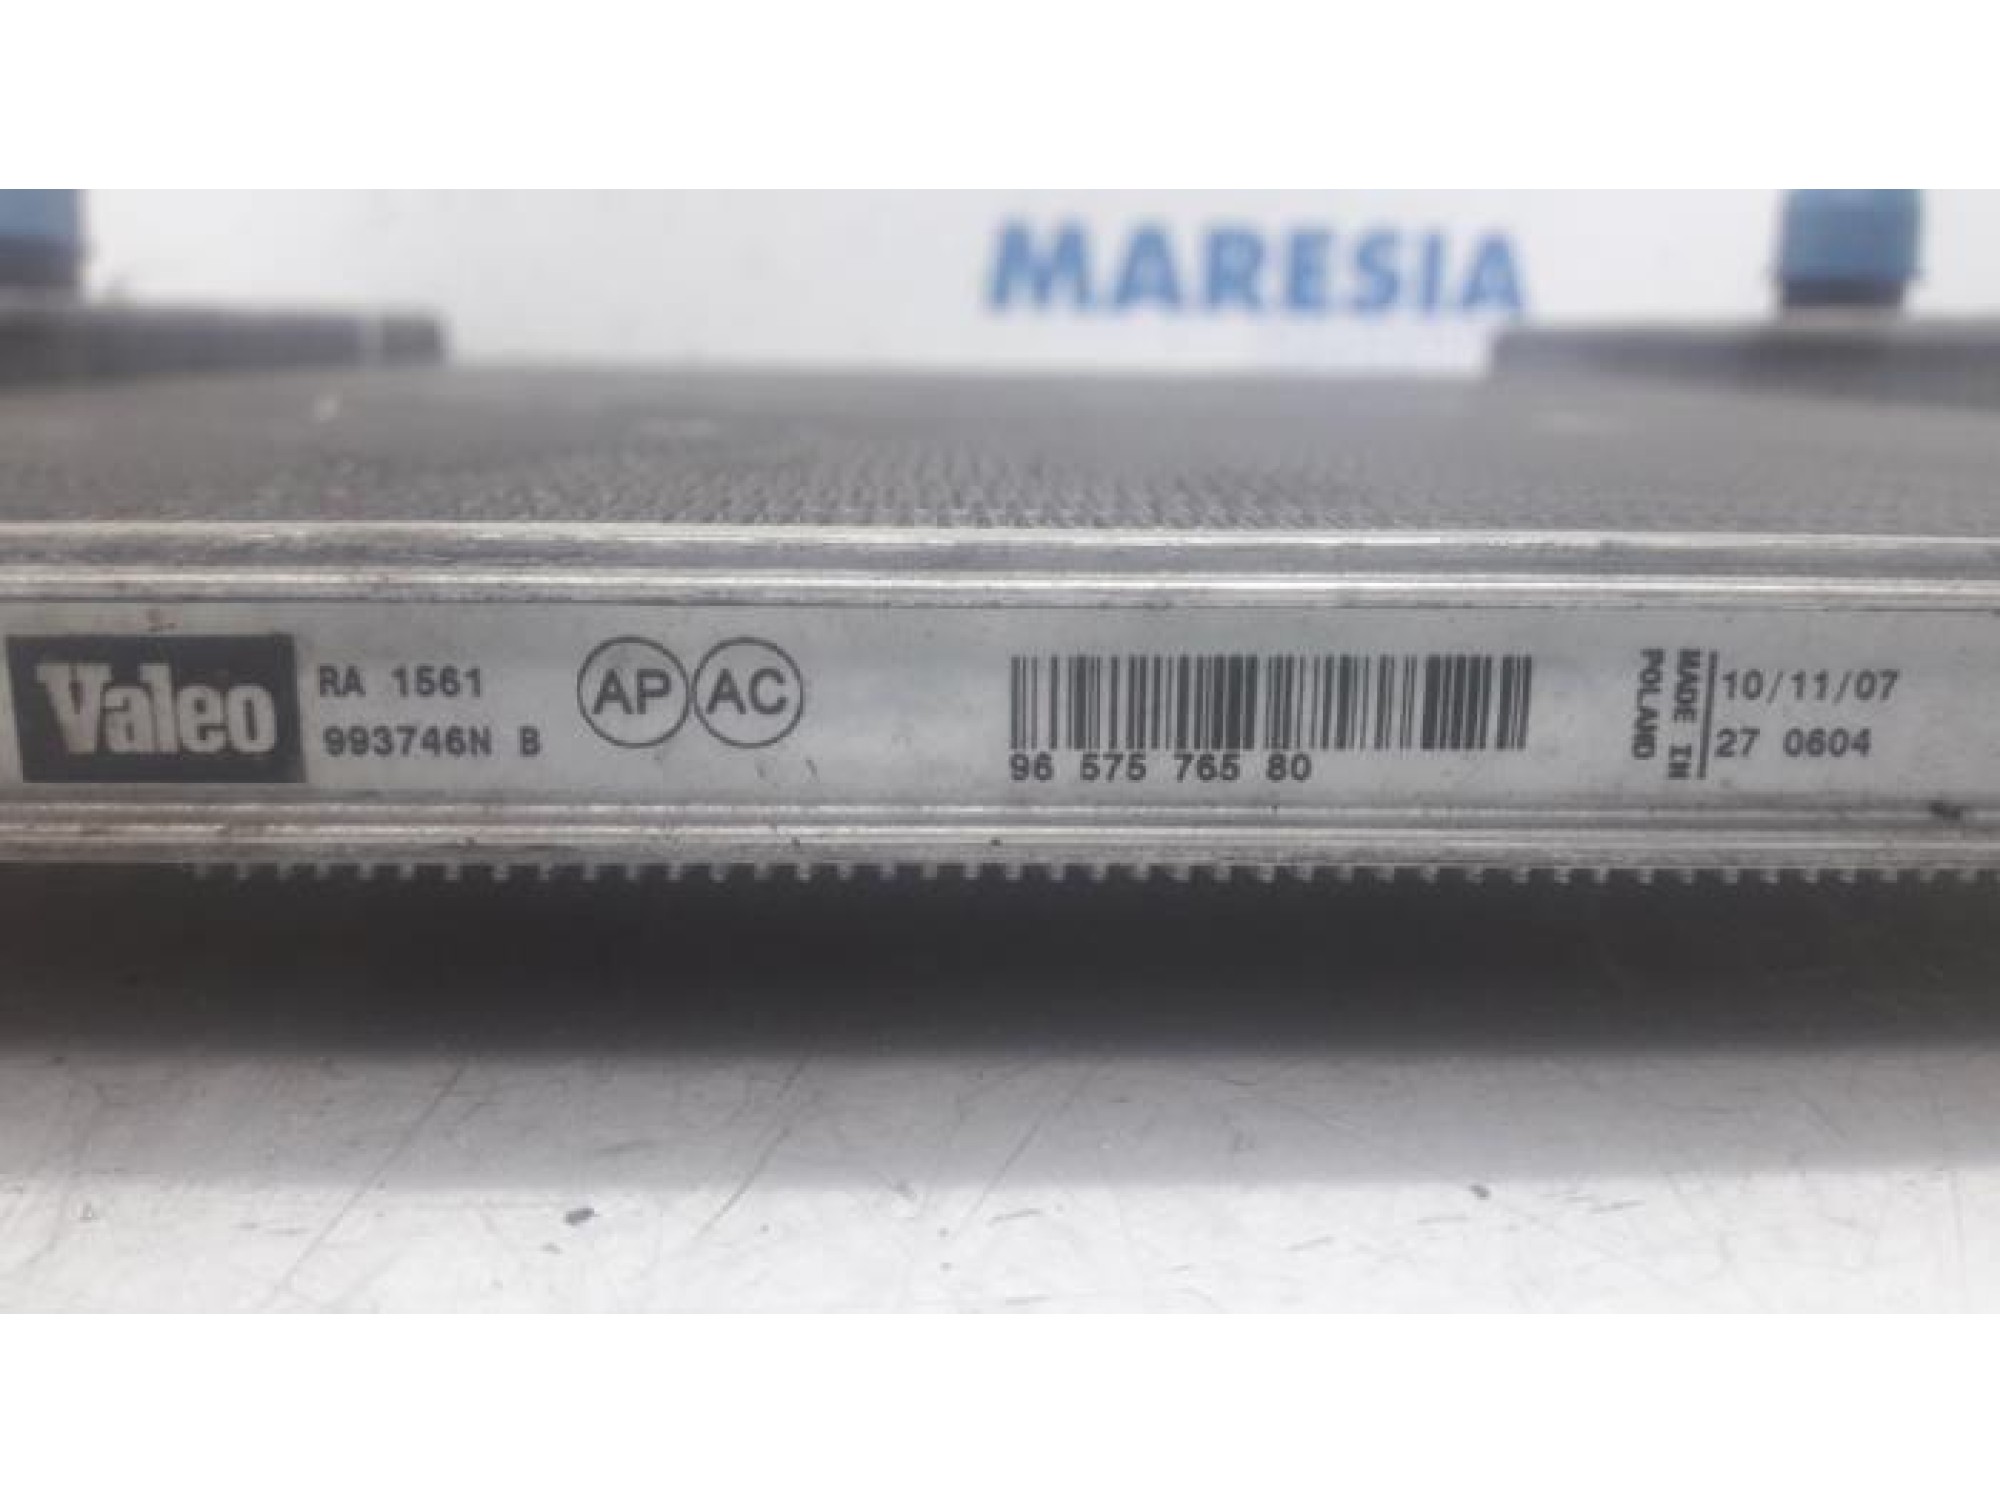 MARESIA
Valeo
RA 1561
993746N B
AP AC
96 575 765 80
MADE IN
POLAND
10/11/07
27 0604